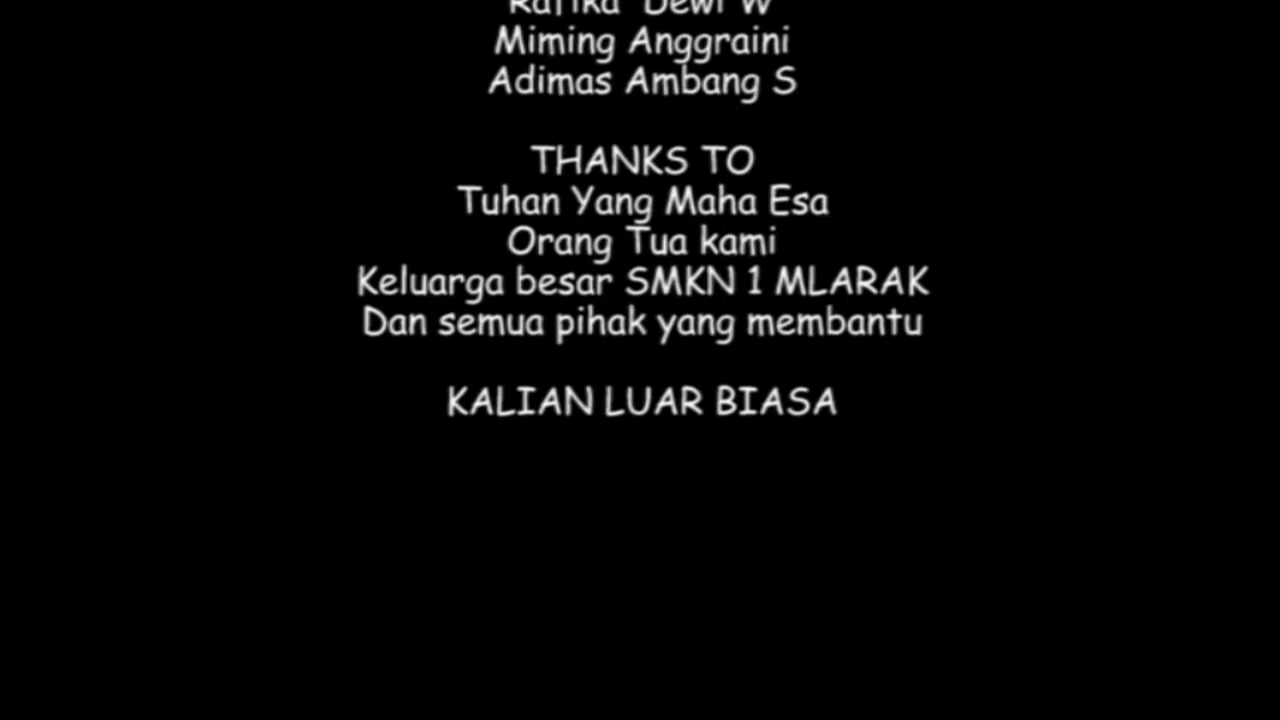 Dewi W
Miming Anggraini
Adimas Ambang S
THANKS TO
Tuhan Yang Maha Esa
Orang Tua kami
Keluarga besar SMKN 1 MLARAK
Dan semua pihak yang membantu
KALIAN LUAR BIASA